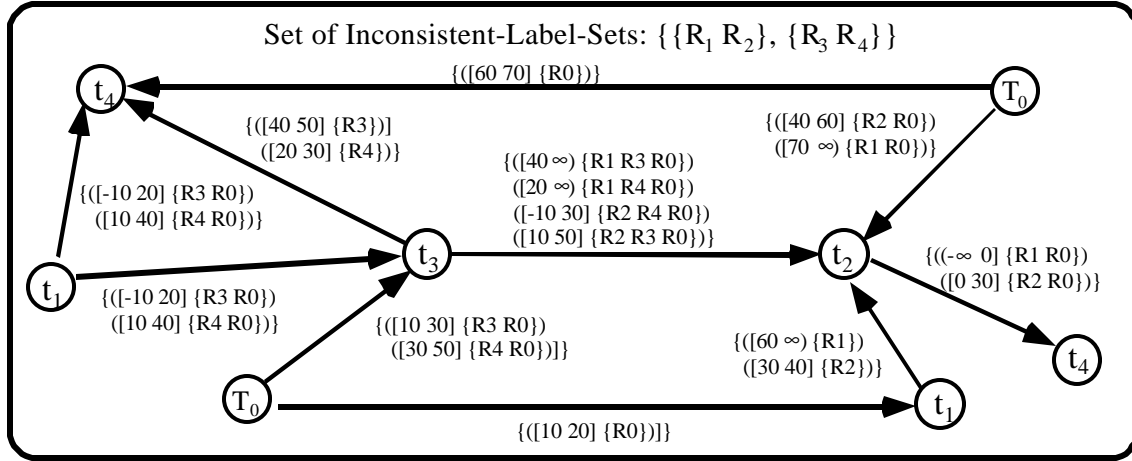 Set of Inconsistent-Label-Sets: {{R1 R2}, {R3 R4}}
{([60 70] {R0})}
t4
T0
{([40 50] {R3})]
([20 30] {R4})}
{([40 60] {R2 R0})
[70 ∞) {R1 R0})}
{([40 ∞) {R1 R3 R0})
([20 ∞) {R1 R4 R0})
([-10 30] {R2 R4 R0})
([10 50] {R2 R3 R0})}
{([-10 20] {R3 R0})
([10 40] {R4 R0})}
t3
t2
t1
{((-∞ 0] {R1 R0})
([0 30] {R2 R0})}
{([-10 20] {R3 R0})
([10 40] {R4 R0})}
{([10 30] {R3 R0})
([30 50] {R4 R0})]}
{([60 ∞) {R1})
([30 40] {R2})}
t4
T0
t1
{([10 20] {R0})]}